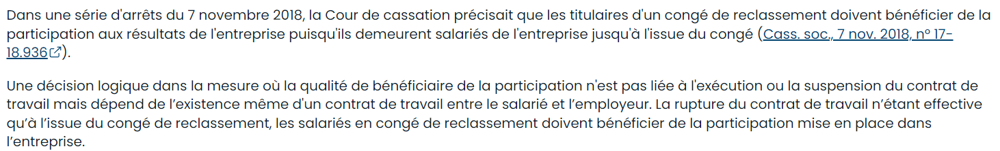 Dans une série d'arrêts du 7 novembre 2018, la Cour de cassation précisait que les titulaires d'un congé de reclassement doivent bénéficier de la
participation aux résultats de l'entreprise puisqu'ils demeurent salariés de l'entreprise jusqu'à l'issue du congé (Cass. soc., 7 nov. 2018, n° 17-
18.936).
Une décision logique dans la mesure où la qualité de bénéficiaire de la participation n'est pas liée à l'exécution ou la suspension du contrat de
travail mais dépend de l’existence même d'un contrat de travail entre le salarié et l’employeur. La rupture du contrat de travail n’étant effective
qu’à l’issue du congé de reclassement, les salariés en congé de reclassement doivent bénéficier de la participation mise en place dans
l’entreprise.